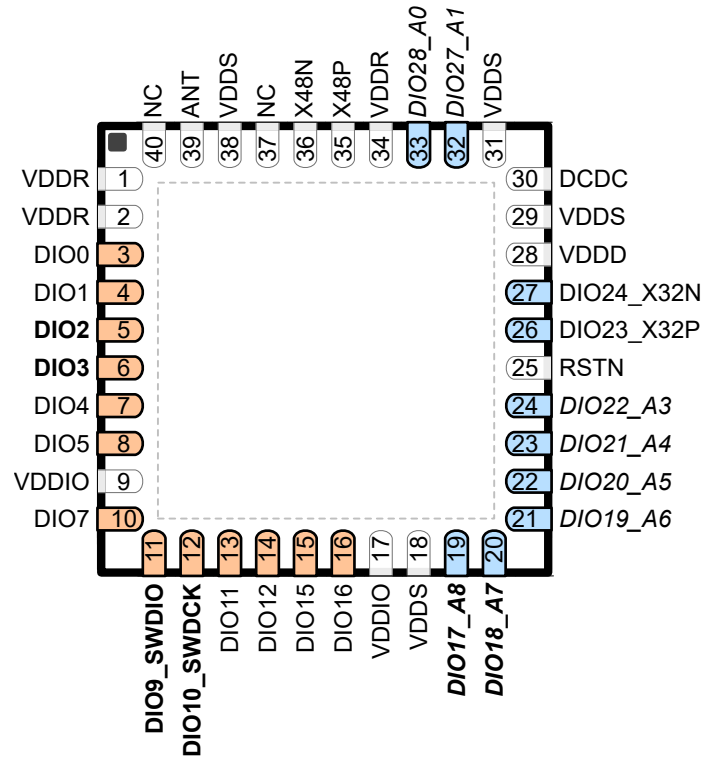 NC
ANT
VDDS
NC
X48N
X48P
VDDR
DIO28_A0
DIO27_A1
VDDS
40
39
38
37
36
35
34
33
32
31
VDDR 1
VDDR 2
DIO0 3
DIO1 4
DIO2 5
DIO3 6
DIO4 7
DIO5 8
VDDIO 9
DIO7 10
30 DCDC
29 VDDS
28 VDDD
27 DIO24_X32N
26 DIO23_X32P
25 RSTN
24 DIO22_A3
23 DIO21_A4
22 DIO20_A5
21 DIO19_A6
11
12
13
14
15
16
17
18
19
20
DIO9_SWDIO
DIO10_SWDCK
DIO11
DIO12
DIO15
DIO16
VDDIO
VDDS
DIO17_A8
DIO18_A7